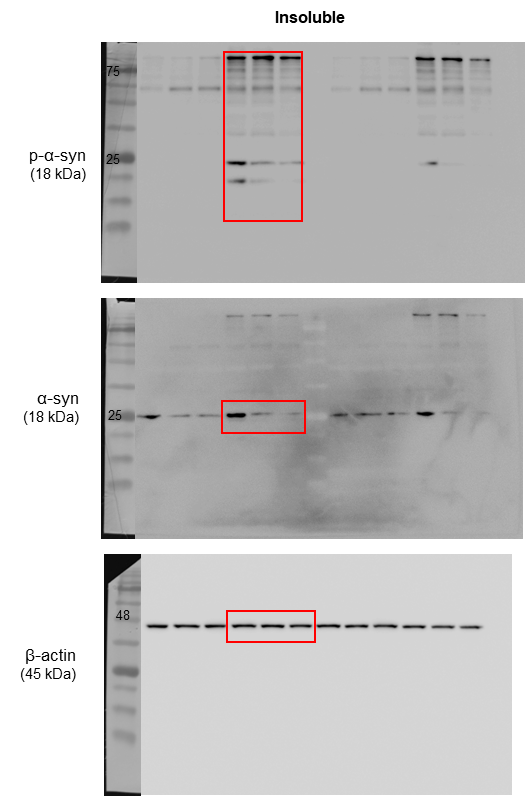 Insoluble
75
p-α-syn
25
(18 kDa)
α-syn
25
(18 kDa)
48
β-actin
(45 kDa)